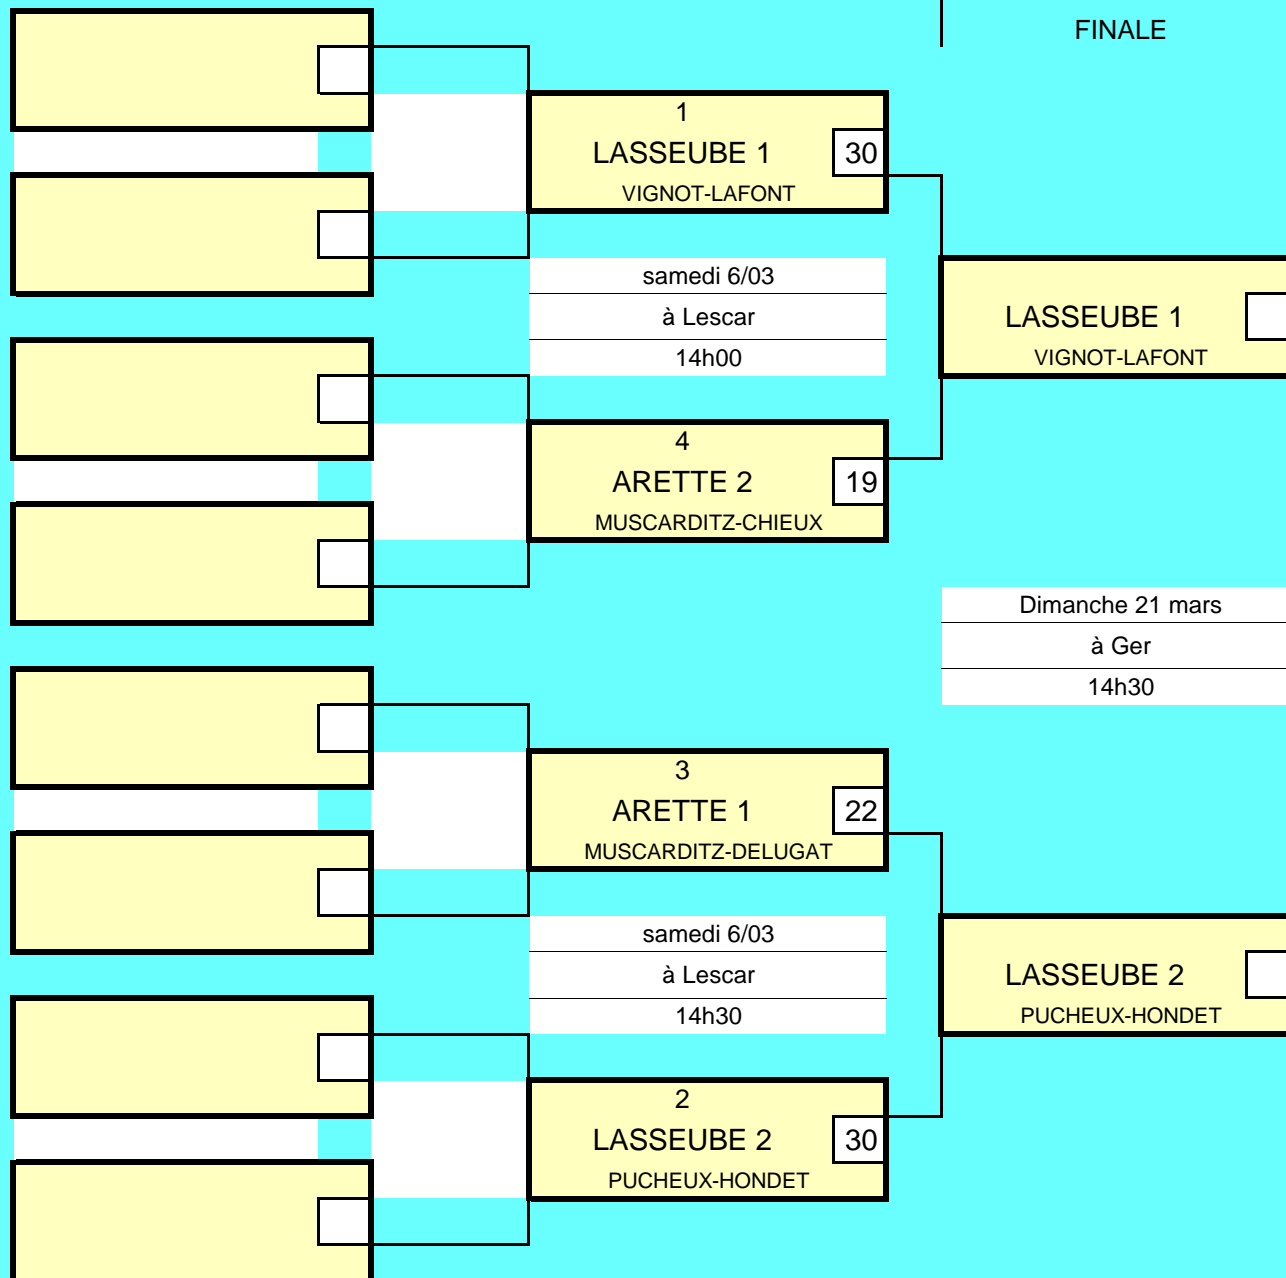 FINALE
1
LASSEUBE 1
30
VIGNOT-LAFONT
samedi 6/03
à Lescar
14h00
LASSEUBE 1
VIGNOT-LAFONT
4
ARETTE 2
19
MUSCARDITZ-CHIEUX
Dimanche 21 mars
à Ger
14h30
3
ARETTE 1
22
MUSCARDITZ-DELUGAT
samedi 6/03
à Lescar
14h30
LASSEUBE 2
PUCHEUX-HONDET
2
LASSEUBE 2
30
PUCHEUX-HONDET